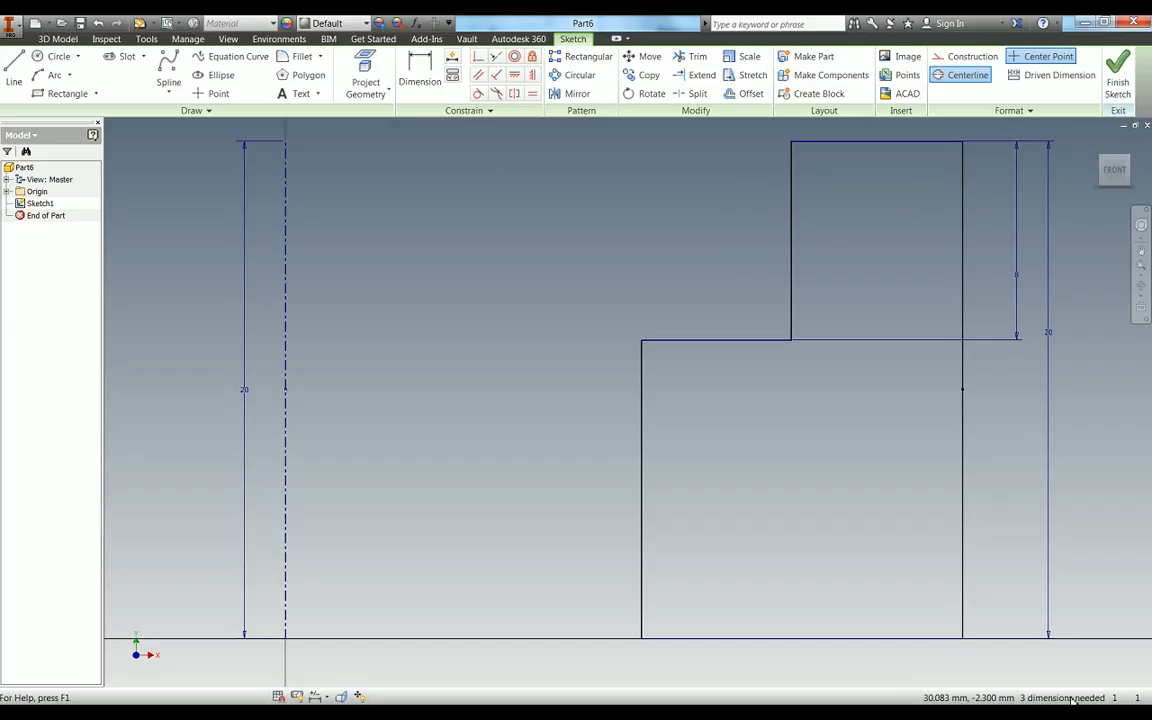 PRO
Material
Default
Part6
Type a keyword or phrase
Sign In
3D Model Inspect Tools Manage View Environments BIM Get Started Add-Ins Vault Autodesk 360 Sketch
Line
Circle
Arc
Rectangle
Slot
Spline
Equation Curve
Ellipse
Point
Fillet
Polygon
Text
Project
Geometry
Dimension
Rectangular
Circular
Mirror
Move
Copy
Rotate
Trim
Extend
Split
Scale
Stretch
Offset
Make Part
Make Components
Create Block
Image
Points
ACAD
Construction
Centerline
Center Point
Driven Dimension
Finish
Sketch
Draw Constrain Pattern Modify Layout Insert Format Exit
Model
Part6
View: Master
Origin
Sketch1
End of Part
FRONT
8
20
20
Y
X
For Help, press F1
30.083 mm, -2.300 mm 3 dimensions needed 1 1